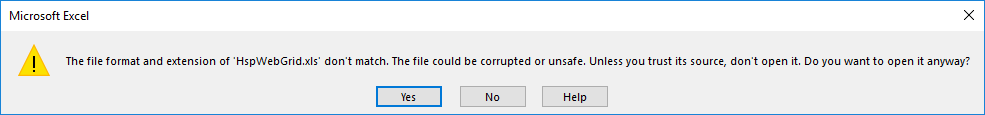 Microsoft Excel
The file format and extension of 'HspWebGrid.xls' don't match. The file could be corrupted or unsafe. Unless you trust its source, don't open it. Do you want to open it anyway?
Yes
No
Help